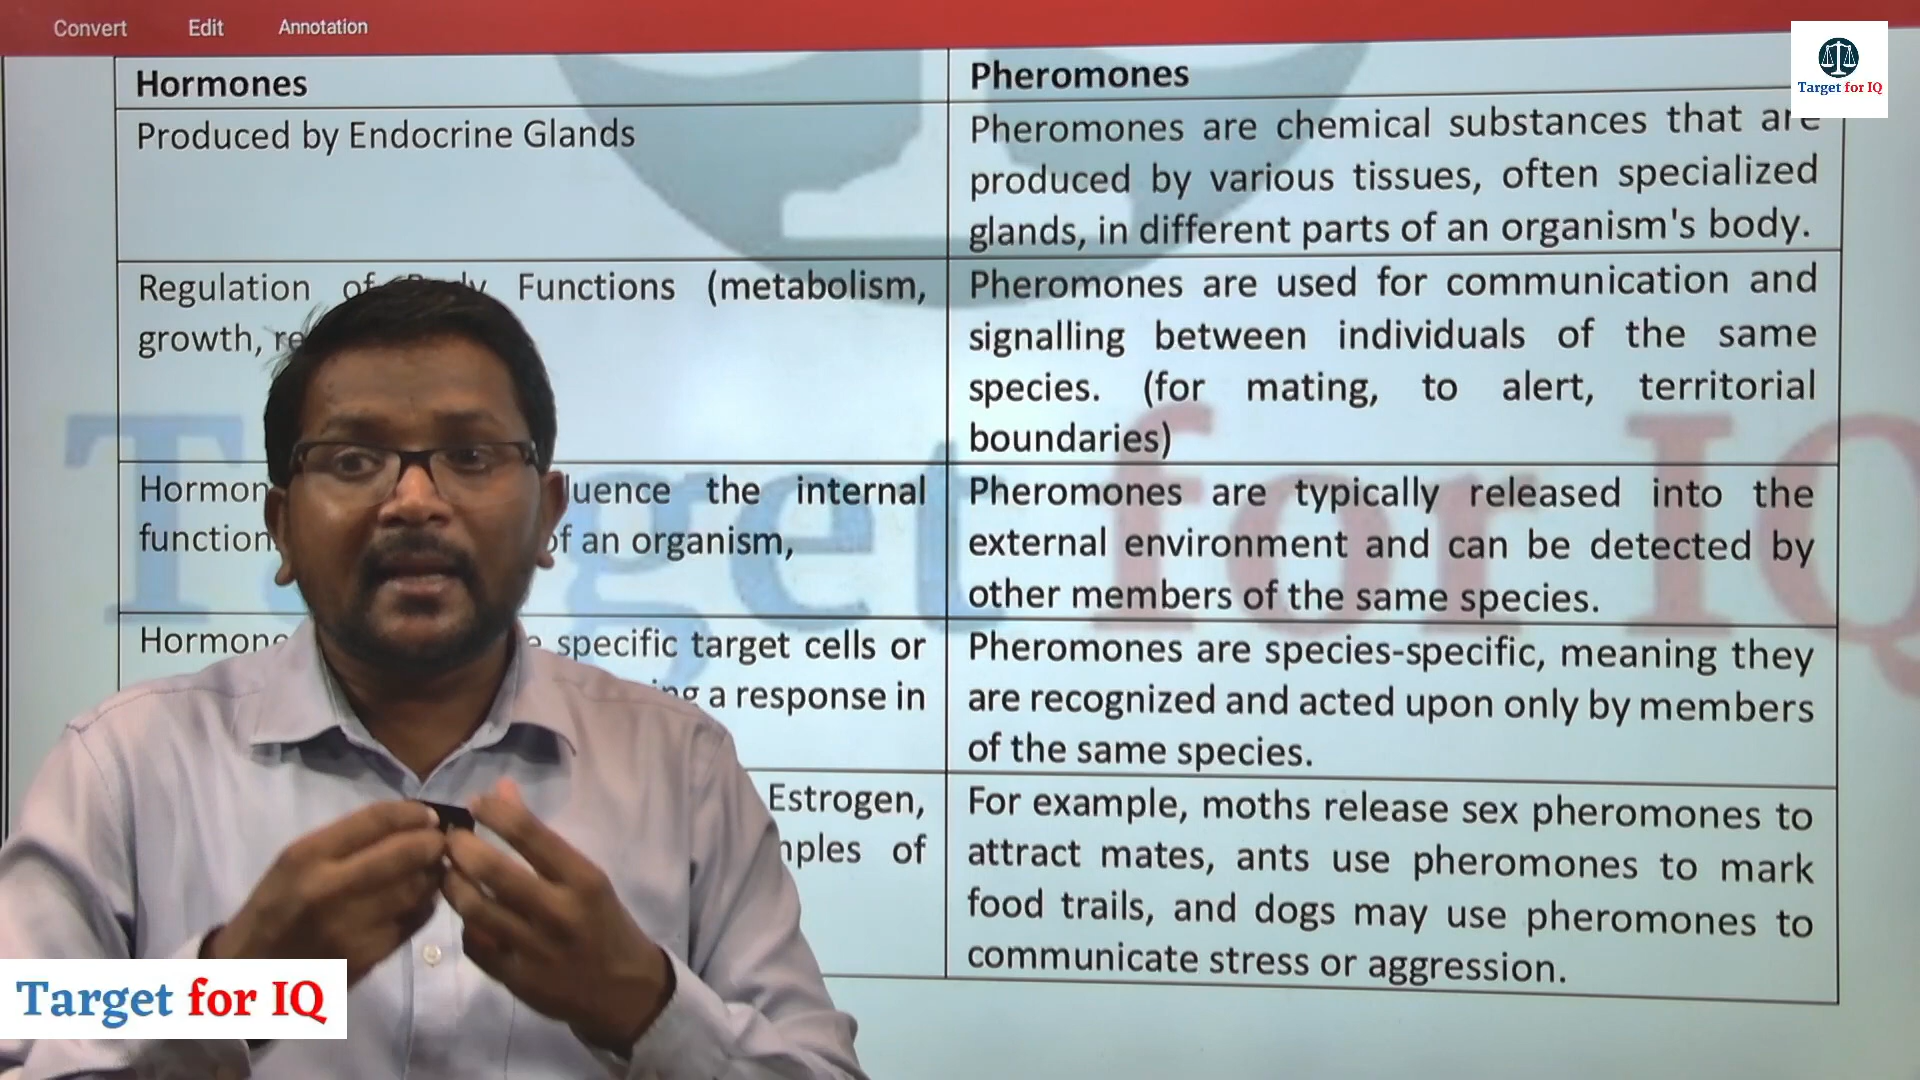 Convert Edit Annotation
Target for IQ
Hormones
Produced by Endocrine Glands
Regulation of Functions (metabolism,
growth,
the internal
of an organism,
specific target cells or
a response in
Estrogen,
of
Pheromones
Pheromones are chemical substances that are
produced by various tissues, often specialized
glands, in different parts of an organism's body.
Pheromones are used for communication and
signalling between individuals of the same
species. (for mating, to alert, territorial
boundaries)
Pheromones are typically released into the
external environment and can be detected by
other members of the same species.
Pheromones are species-specific, meaning they
are recognized and acted upon only by members
of the same species.
For example, moths release sex pheromones to
attract mates, ants use pheromones to mark
food trails, and dogs may use pheromones to
communicate stress or aggression.
Target for IQ
Target for IQ